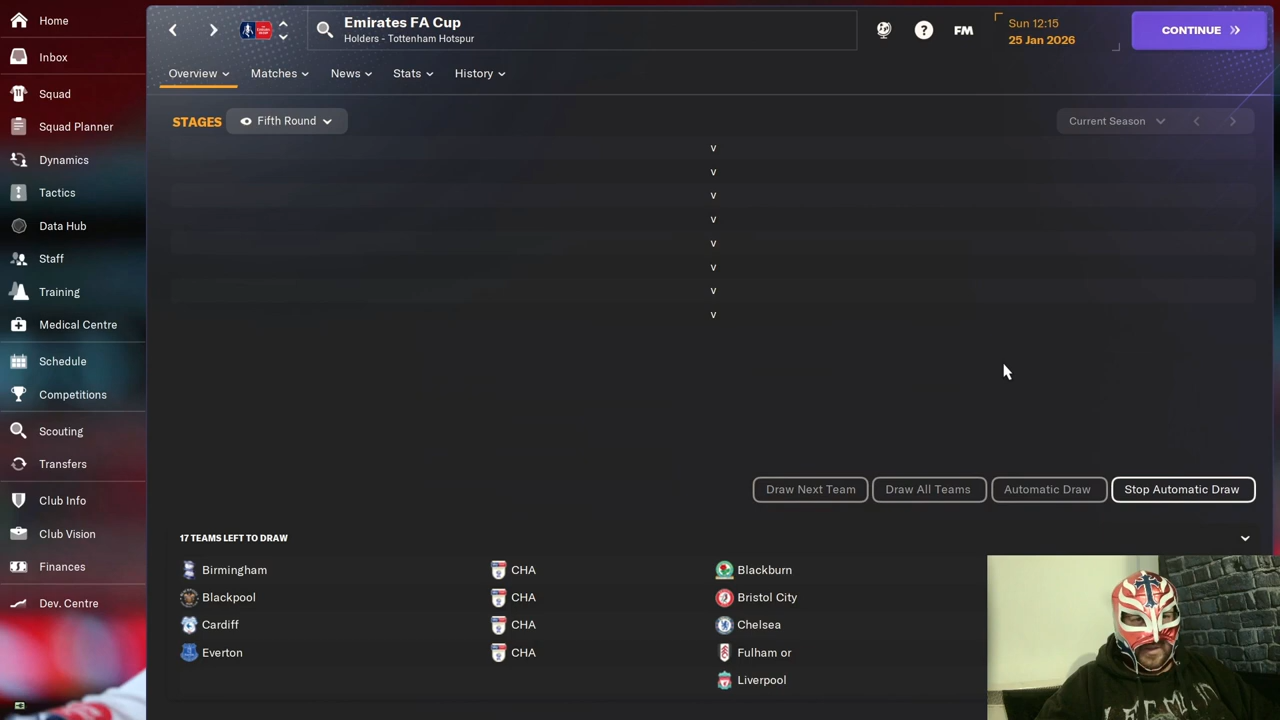 Home
Inbox
Squad
Squad Planner
Dynamics
Tactics
Data Hub
Staff
Training
Medical Centre
Schedule
Competitions
Scouting
Transfers
Club Info
Club Vision
Finances
Dev. Centre
Emirates FA Cup
Holders - Tottenham Hotspur
FM
Sun 12:15
25 Jan 2026
CONTINUE
Overview Matches News Stats History
STAGES Fifth Round Current Season
v
v
v
v
v
v
v
v
Draw Next Team Draw All Teams Automatic Draw Stop Automatic Draw
17 TEAMS LEFT TO DRAW
Birmingham CHA Blackburn
Blackpool CHA Bristol City
Cardiff CHA Chelsea
Everton CHA Fulham or
Liverpool